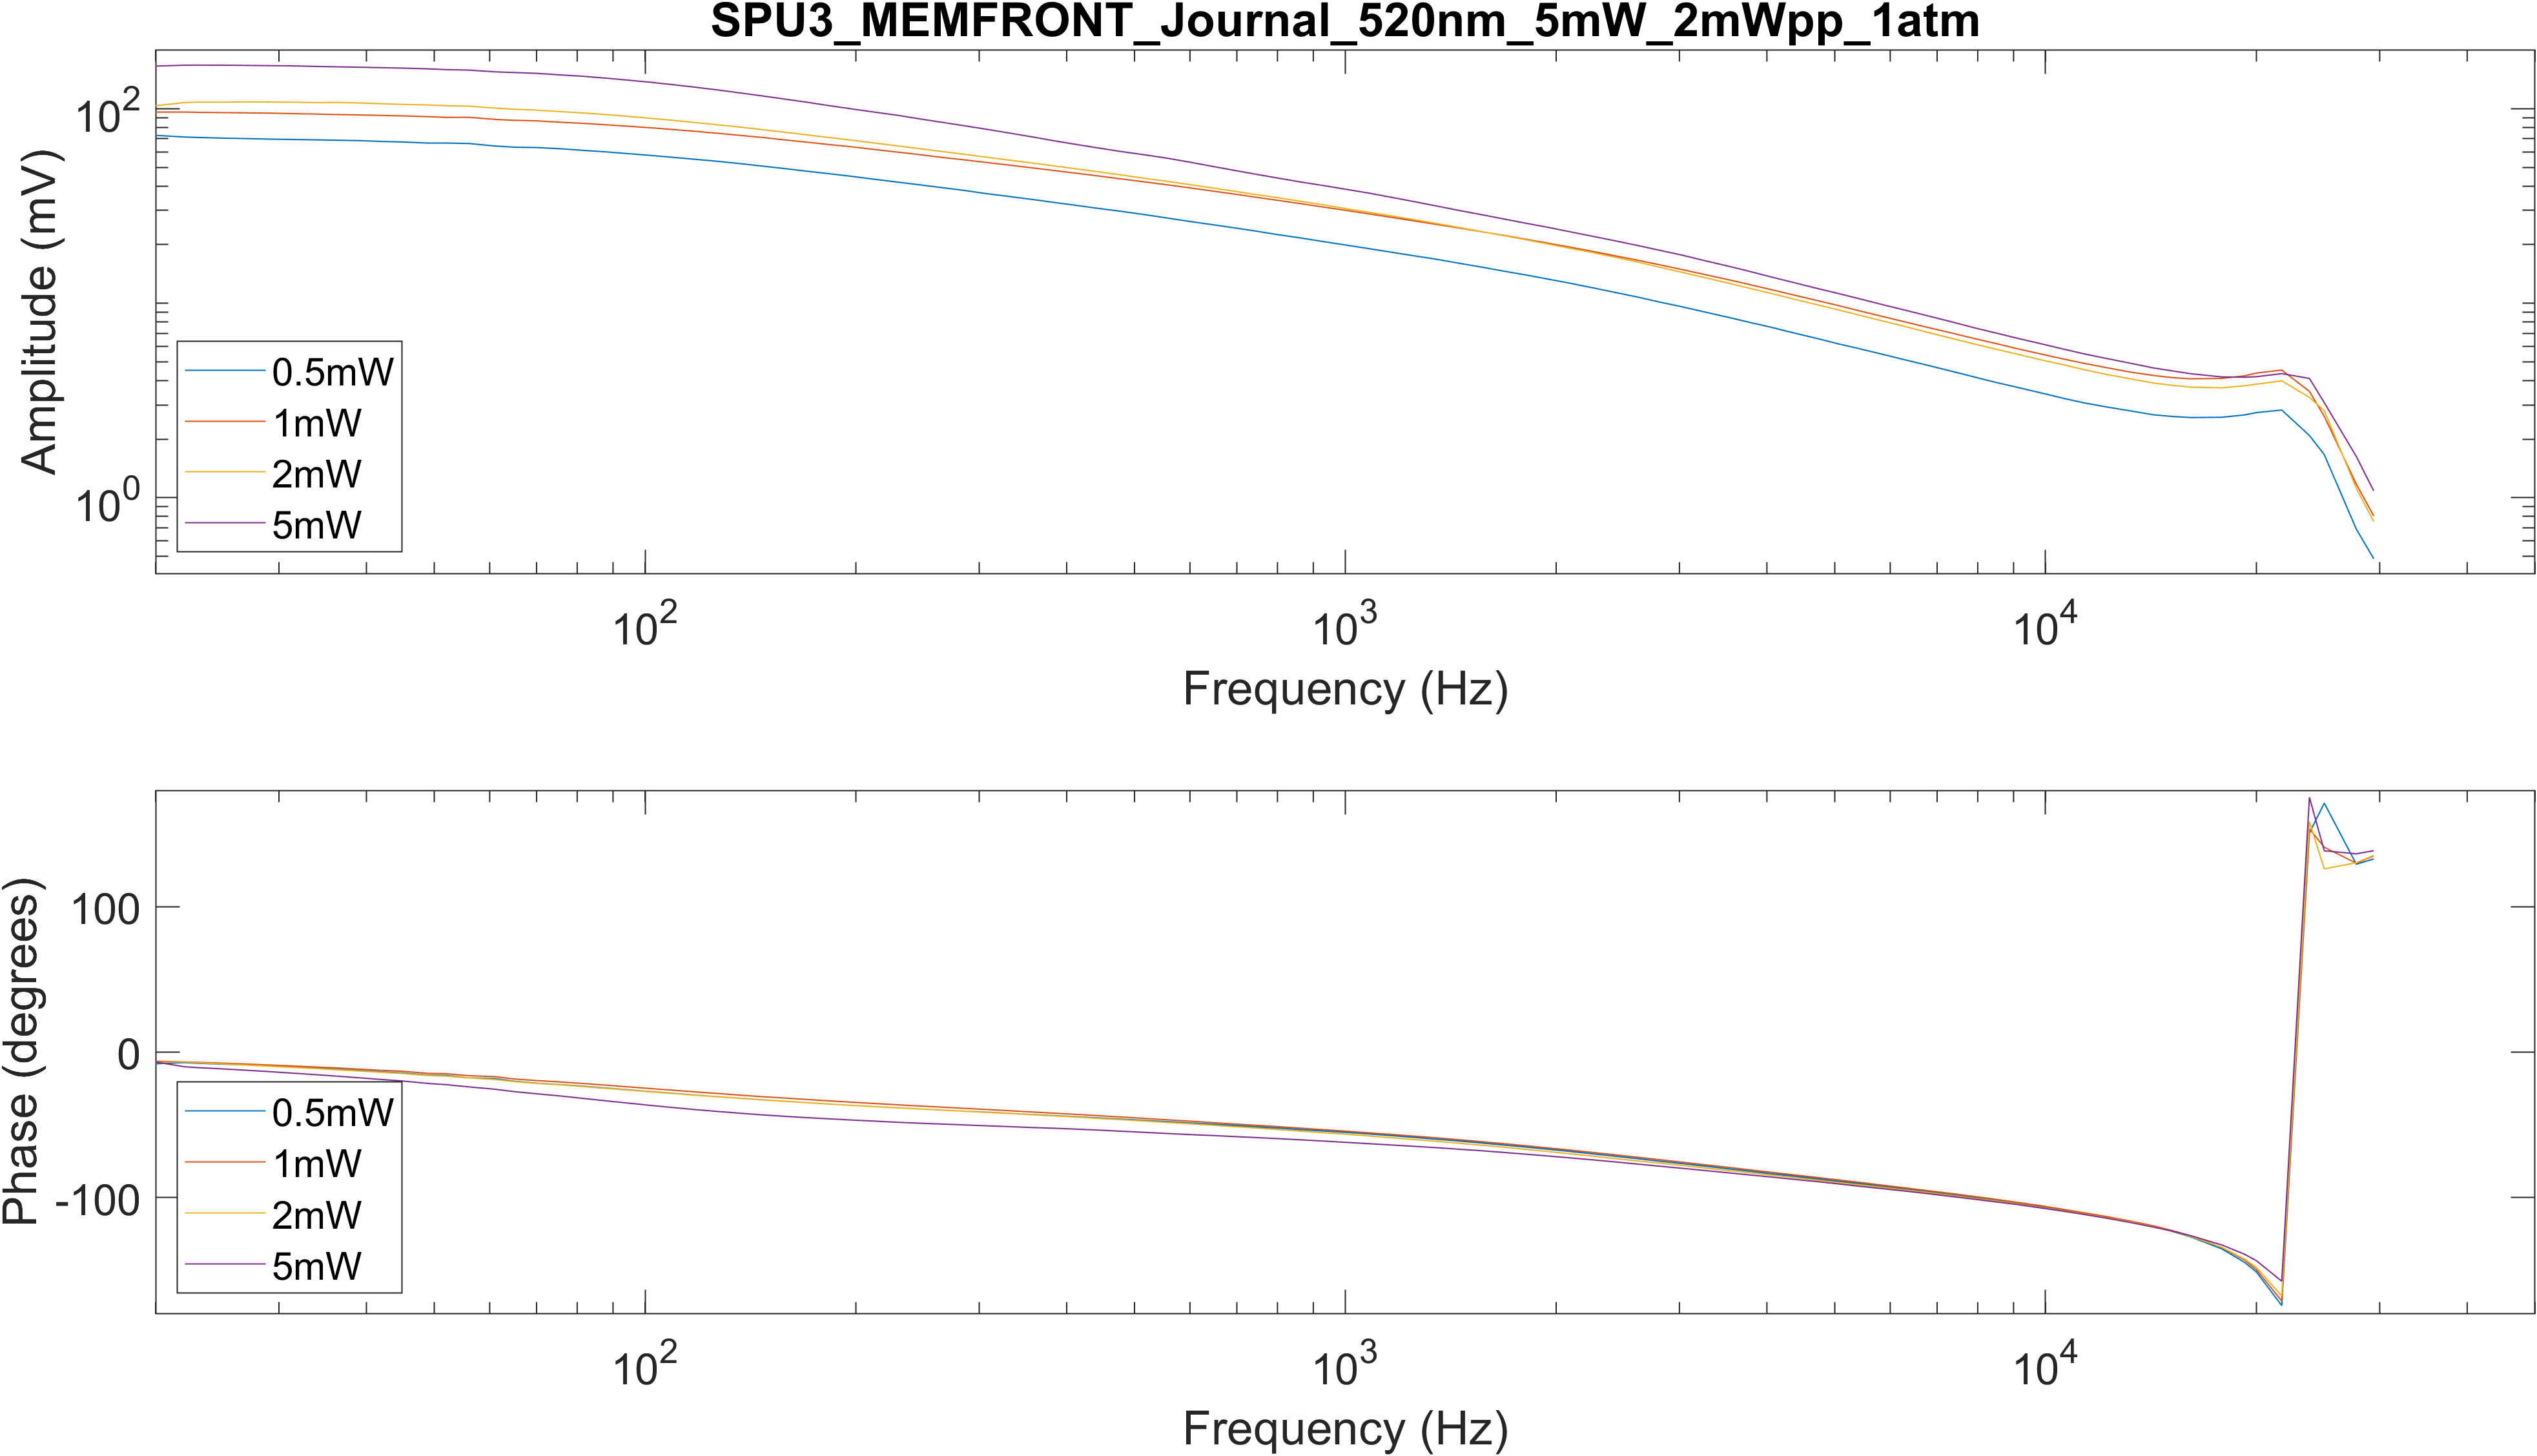 SPU3_MEMFRONT_Journal_520nm_5mW_2mWpp_1atm
Amplitude (mV)
10^2
10^0
0.5mW
1mW
2mW
5mW
10^2
10^3
10^4
Frequency (Hz)
Phase (degrees)
100
0
-100
0.5mW
1mW
2mW
5mW
10^2
10^3
10^4
Frequency (Hz)